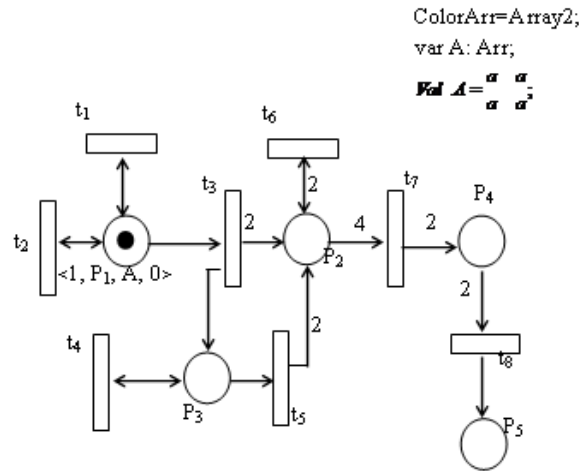 ColorArr=Array2;
var A: Arr;
Val A = a a
a a;
t1
t6
t3
t7
P4
t2
2
2
4
2
P2
<1, P1, A, 0>
2
2
t4
t8
P3
t5
P5